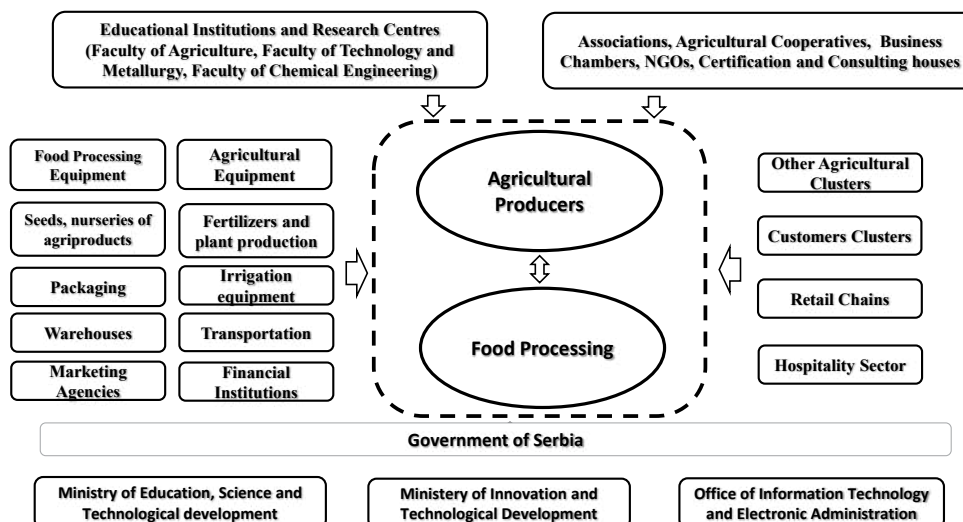 Educational Institutions and Research Centres
(Faculty of Agriculture, Faculty of Technology and
Metallurgy, Faculty of Chemical Engineering)
Associations, Agricultural Cooperatives, Business
Chambers, NGOs, Certification and Consulting houses
Food Processing
Equipment
Agricultural
Equipment
Seeds, nurseries of
agriproducts
Fertilizers and
plant production
Packaging
Irrigation
equipment
Warehouses
Transportation
Marketing
Agencies
Financial
Institutions
Agricultural
Producers
Food Processing
Other Agricultural
Clusters
Customers Clusters
Retail Chains
Hospitality Sector
Government of Serbia
Ministry of Education, Science and
Technological development
Ministery of Innovation and
Technological Development
Office of Information Technology
and Electronic Administration